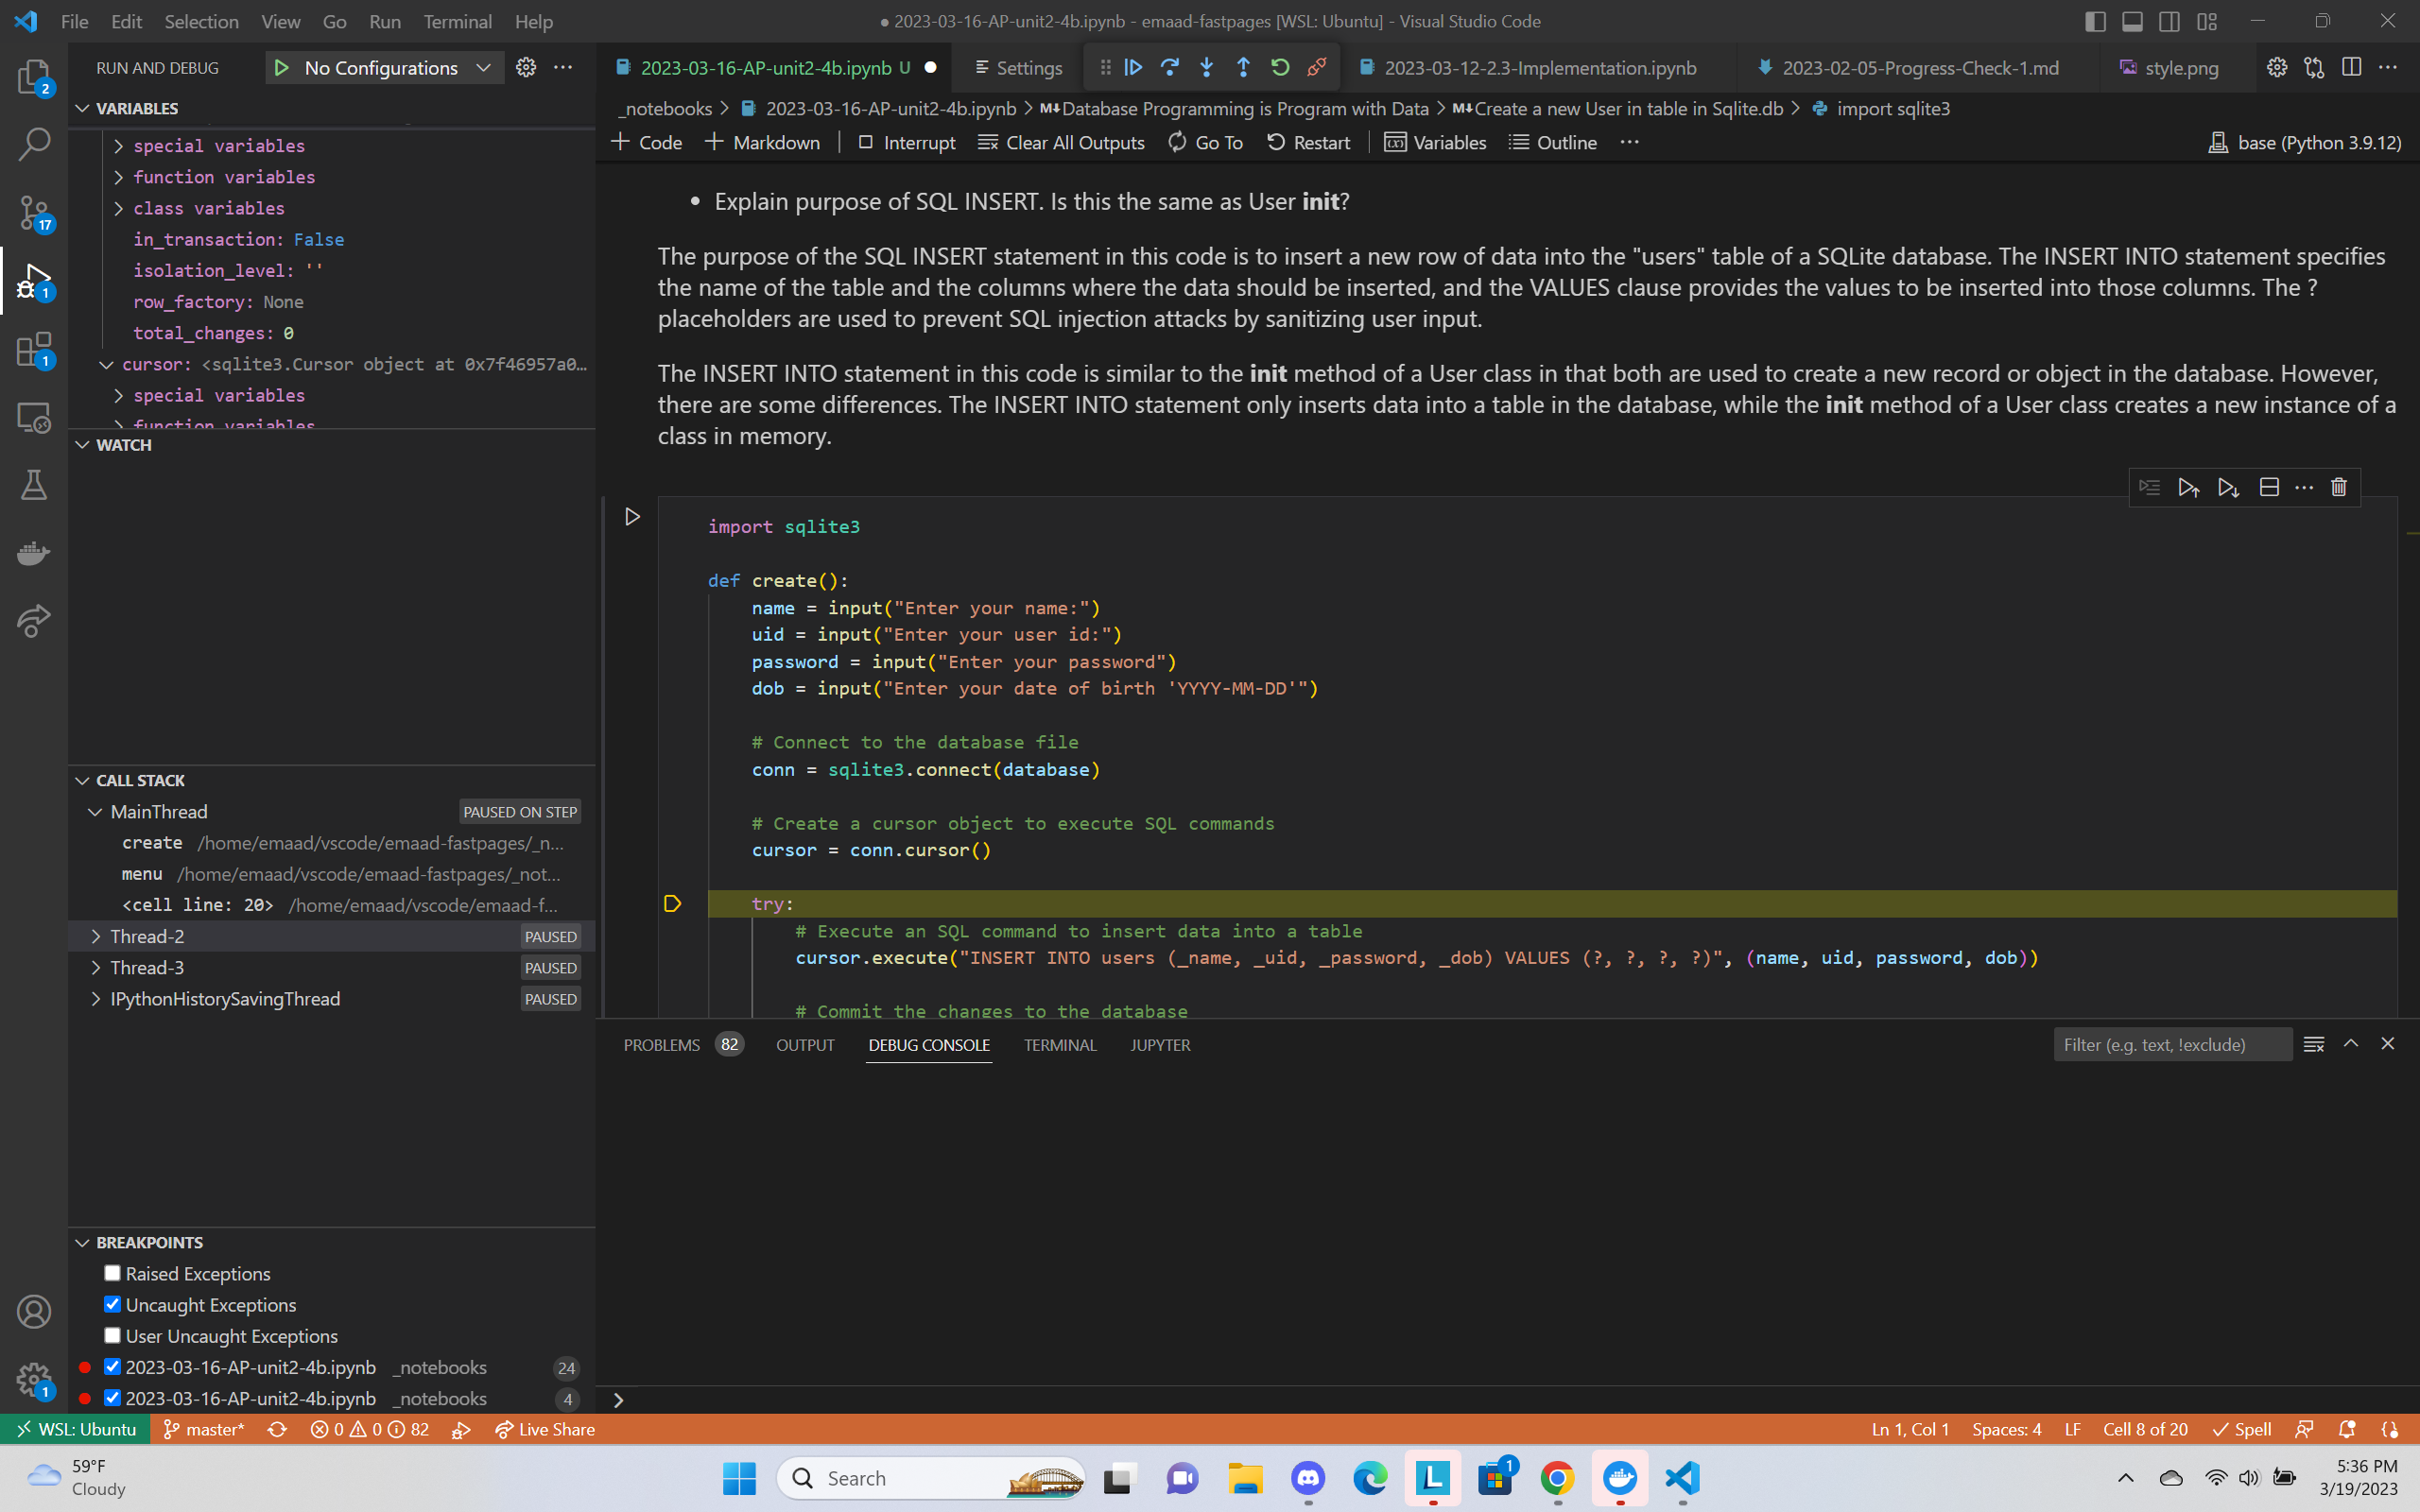 File Edit Selection View Go Run Terminal Help
● 2023-03-16-AP-unit2-4b.ipynb - emaad-fastpages [WSL: Ubuntu] - Visual Studio Code
RUN AND DEBUG No Configurations
2023-03-16-AP-unit2-4b.ipynb U Settings 2023-03-12-2.3-Implementation.ipynb 2023-02-05-Progress-Check-1.md style.png
_notebooks > 2023-03-16-AP-unit2-4b.ipynb > M↓Database Programming is Program with Data > M↓Create a new User in table in Sqlite.db > import sqlite3
+ Code + Markdown Interrupt Clear All Outputs Go To Restart Variables Outline ··· base (Python 3.9.12)
VARIABLES
special variables
function variables
class variables
in_transaction: False
isolation_level: ''
row_factory: None
total_changes: 0
cursor: <sqlite3.Cursor object at 0x7f46957a0...
special variables
function variables
WATCH
CALL STACK
MainThread PAUSED ON STEP
create /home/emaad/vscode/emaad-fastpages/_n...
menu /home/emaad/vscode/emaad-fastpages/_not...
<cell line: 20> /home/emaad/vscode/emaad-f...
Thread-2 PAUSED
Thread-3 PAUSED
IPythonHistorySavingThread PAUSED
BREAKPOINTS
Raised Exceptions
Uncaught Exceptions
User Uncaught Exceptions
2023-03-16-AP-unit2-4b.ipynb _notebooks 24
2023-03-16-AP-unit2-4b.ipynb _notebooks 4
2
17
1
1
1
• Explain purpose of SQL INSERT. Is this the same as User init?
The purpose of the SQL INSERT statement in this code is to insert a new row of data into the "users" table of a SQLite database. The INSERT INTO statement specifies
the name of the table and the columns where the data should be inserted, and the VALUES clause provides the values to be inserted into those columns. The ?
placeholders are used to prevent SQL injection attacks by sanitizing user input.
The INSERT INTO statement in this code is similar to the init method of a User class in that both are used to create a new record or object in the database. However,
there are some differences. The INSERT INTO statement only inserts data into a table in the database, while the init method of a User class creates a new instance of a
class in memory.
import sqlite3
def create():
name = input("Enter your name:")
uid = input("Enter your user id:")
password = input("Enter your password")
dob = input("Enter your date of birth 'YYYY-MM-DD'")
# Connect to the database file
conn = sqlite3.connect(database)
# Create a cursor object to execute SQL commands
cursor = conn.cursor()
try:
# Execute an SQL command to insert data into a table
cursor.execute("INSERT INTO users (_name, _uid, _password, _dob) VALUES (?, ?, ?, ?)", (name, uid, password, dob))
# Commit the changes to the database
PROBLEMS 82 OUTPUT DEBUG CONSOLE TERMINAL JUPYTER Filter (e.g. text, !exclude)
WSL: Ubuntu master* 0 0 82 Live Share Ln 1, Col 1 Spaces: 4 LF Cell 8 of 20 Spell
59°F
Cloudy
Search
1
5:36 PM
3/19/2023